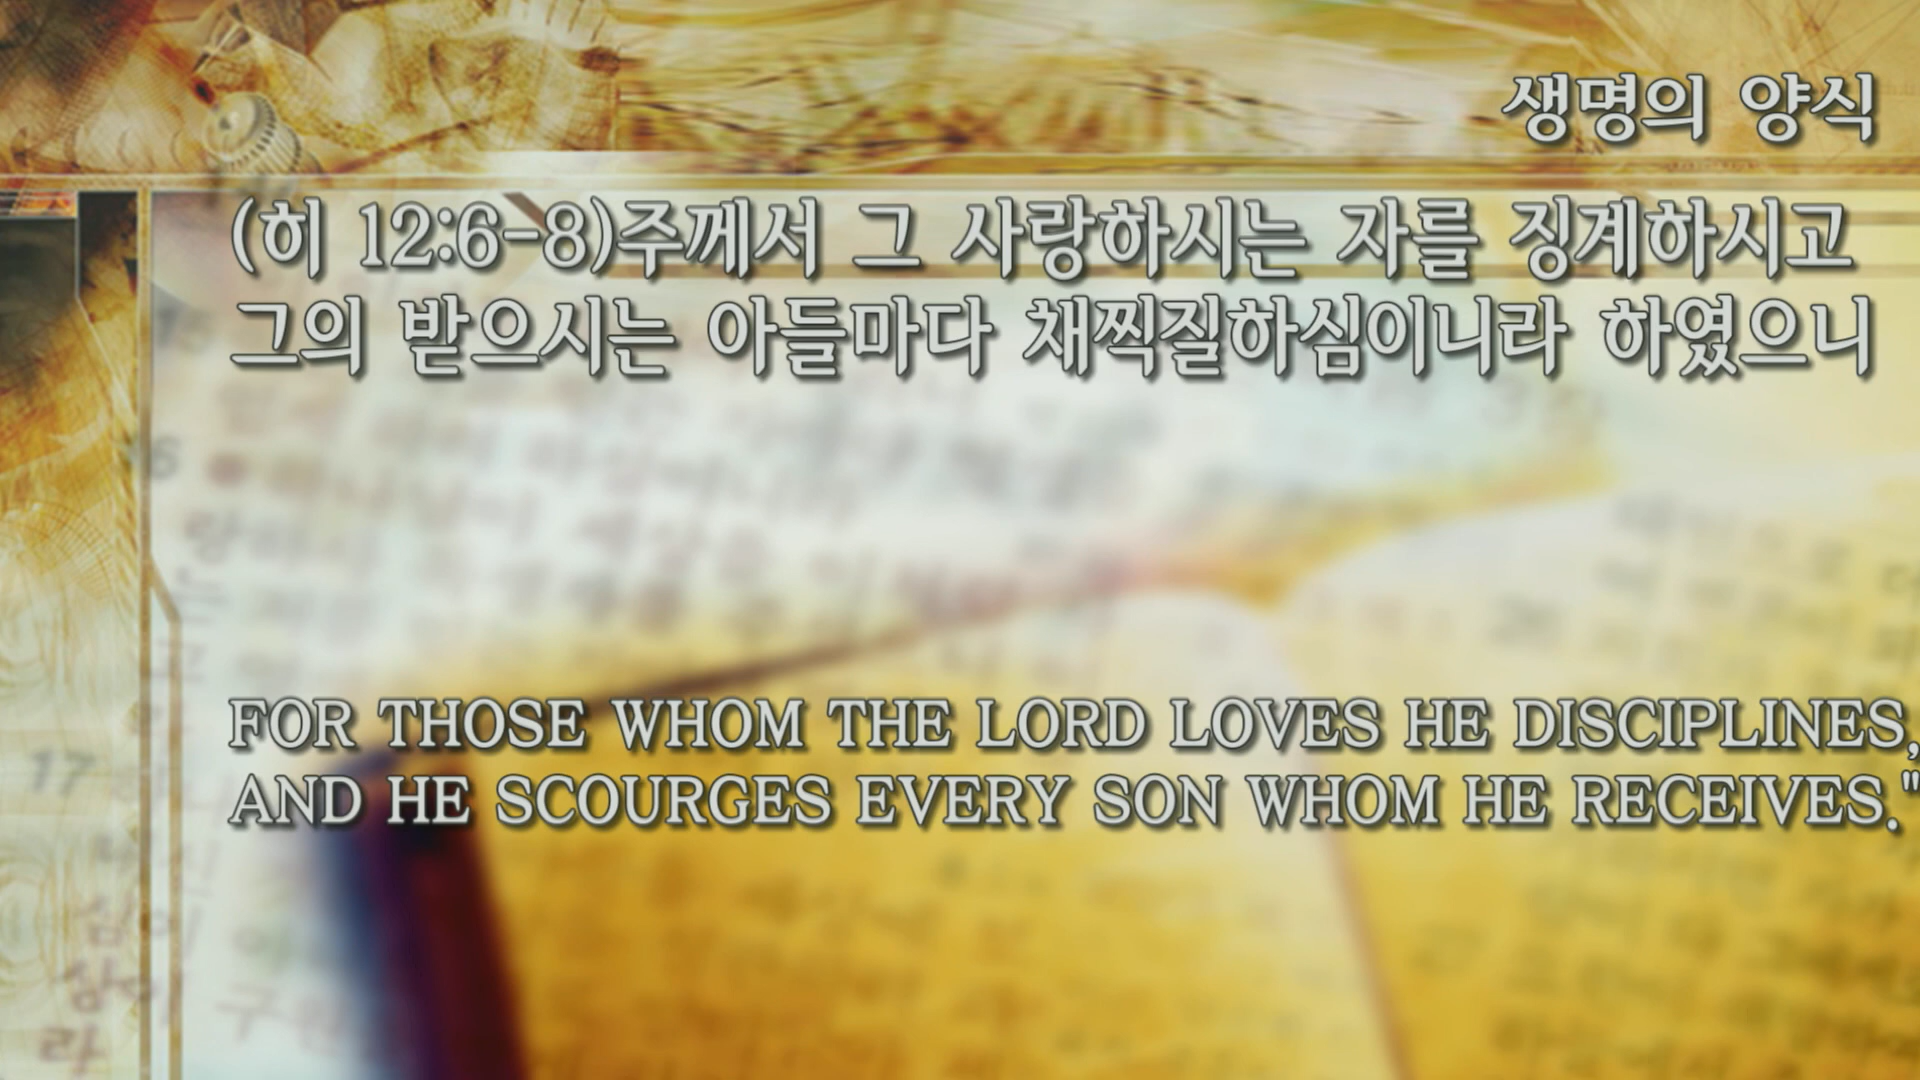 생명의 양식
(히 12:6-8)주께서 그 사랑하시는 자를 징계하시고
그의 받으시는 아들마다 채찍질하심이니라 하였으니
FOR THOSE WHOM THE LORD LOVES HE DISCIPLINES,
AND HE SCOURGES EVERY SON WHOM HE RECEIVES."
17